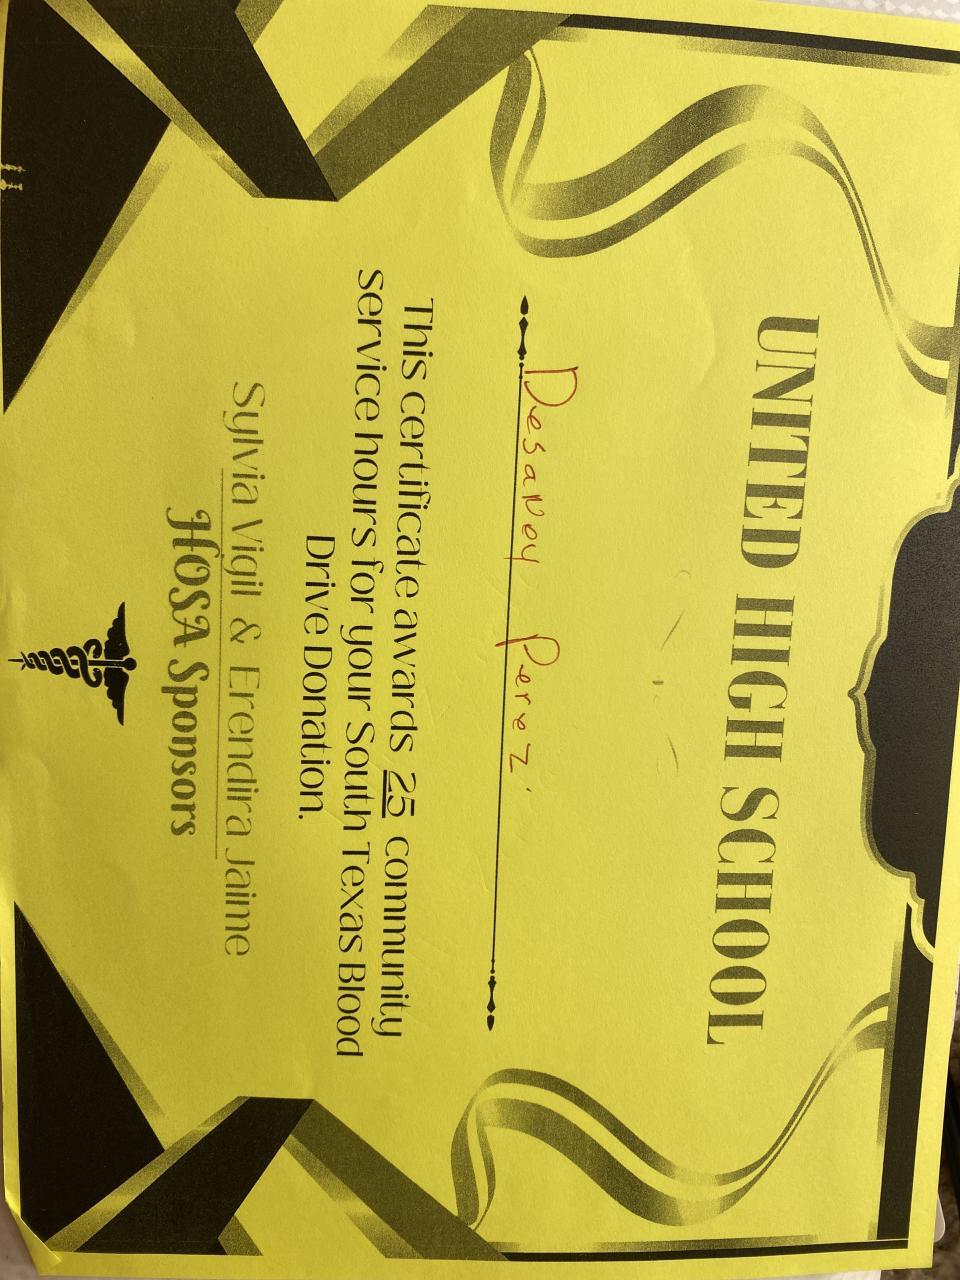 UNITED HIGH SCHOOL
Desarey Perez
This certificate awards 25 community
service hours for your South Texas Blood
Drive Donation.
Sylvia Vigil & Erendira Jaime
HOSA Sponsors